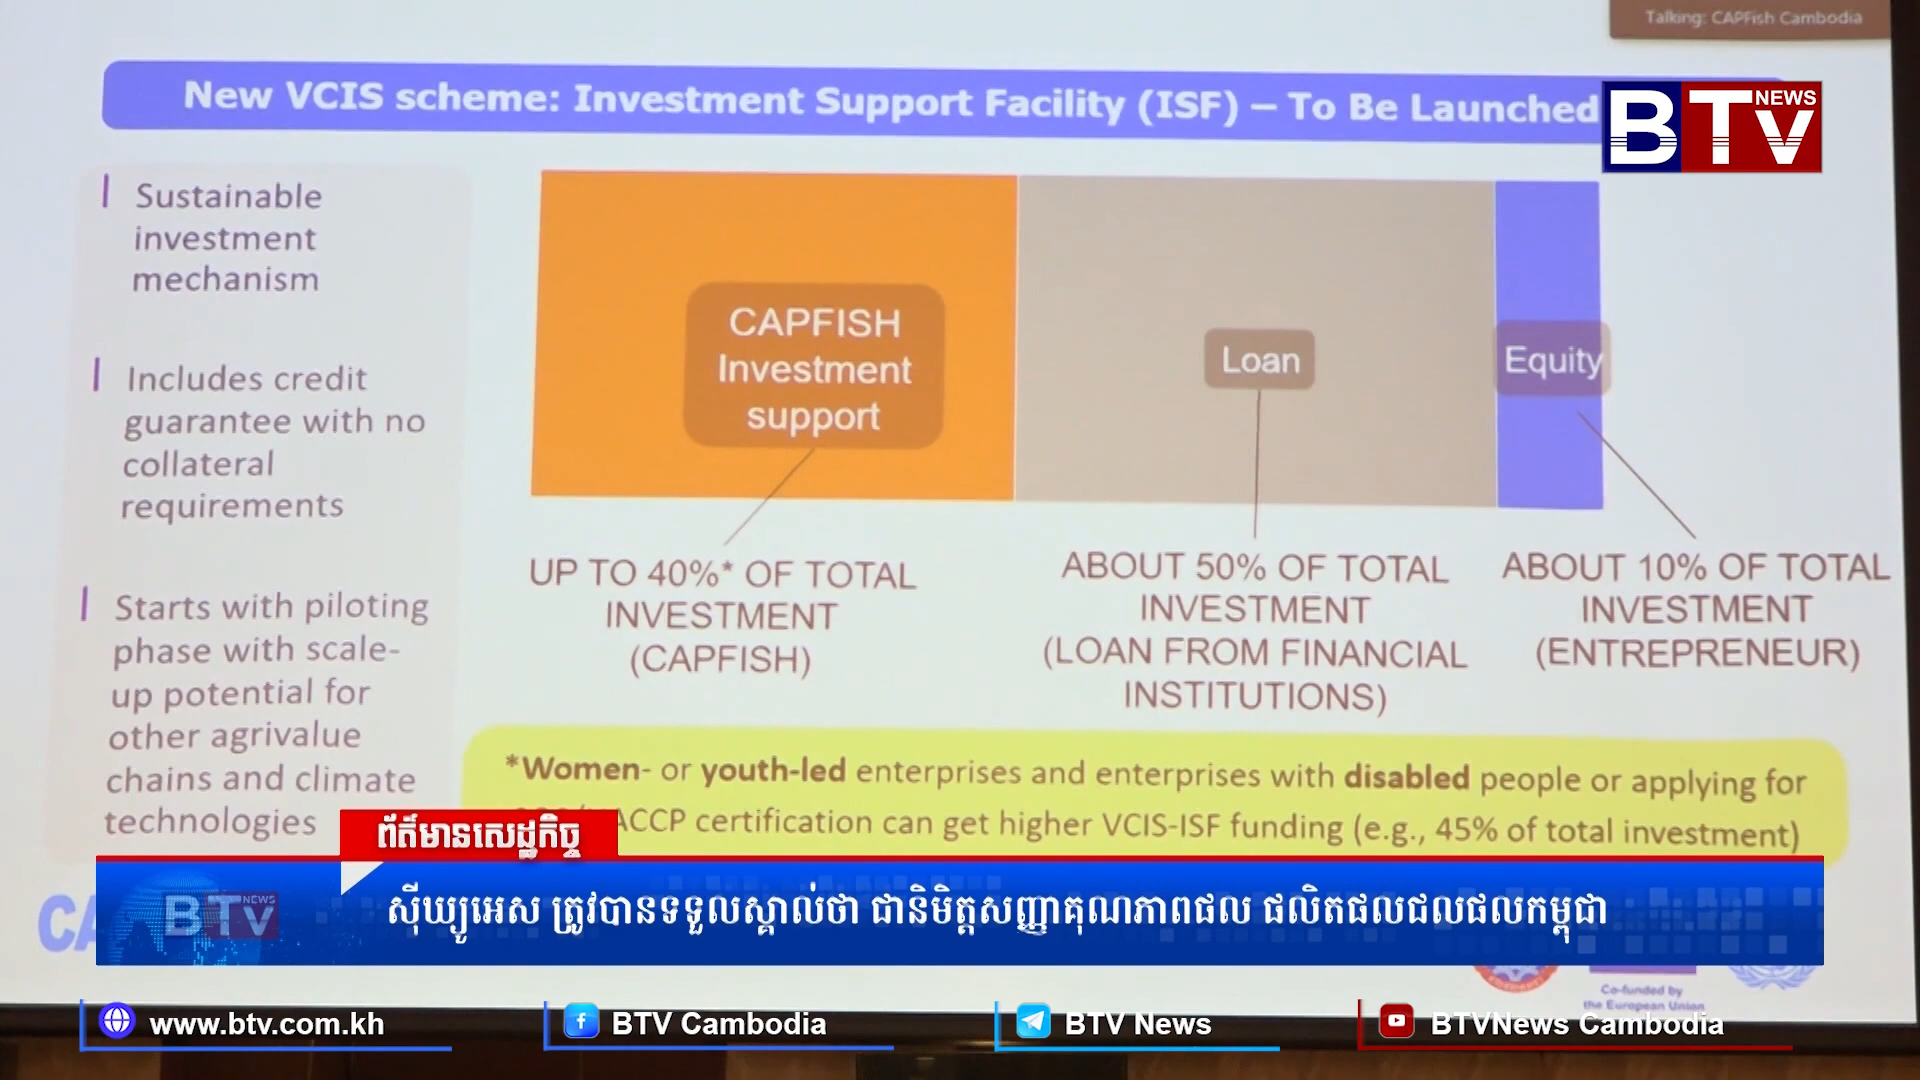 Talking: CAPFish Cambodia
New VCIS scheme: Investment Support Facility (ISF) – To Be Launched
BTV NEWS
Sustainable
investment
mechanism
Includes credit
guarantee with no
collateral
requirements
Starts with piloting
phase with scale-
up potential for
other agrivalue
chains and climate
technologies
CAPFISH
Investment
support
Loan
Equity
UP TO 40%* OF TOTAL
INVESTMENT
(CAPFISH)
ABOUT 50% OF TOTAL
INVESTMENT
(LOAN FROM FINANCIAL
INSTITUTIONS)
ABOUT 10% OF TOTAL
INVESTMENT
(ENTREPRENEUR)
*Women- or youth-led enterprises and enterprises with disabled people or applying for
certification can get higher VCIS-ISF funding (e.g., 45% of total investment)
ព័ត៌មានសេដ្ឋកិច្ច
BTV NEWS
ស៊ីឃ្យូអេស ត្រូវបានទទួលស្គាល់ថា ជានិមិត្តសញ្ញាគុណភាពផល ផលិតផលជលផលកម្ពុជា
Co-funded by
the European Union
www.btv.com.kh
BTV Cambodia
BTV News
BTVNews Cambodia